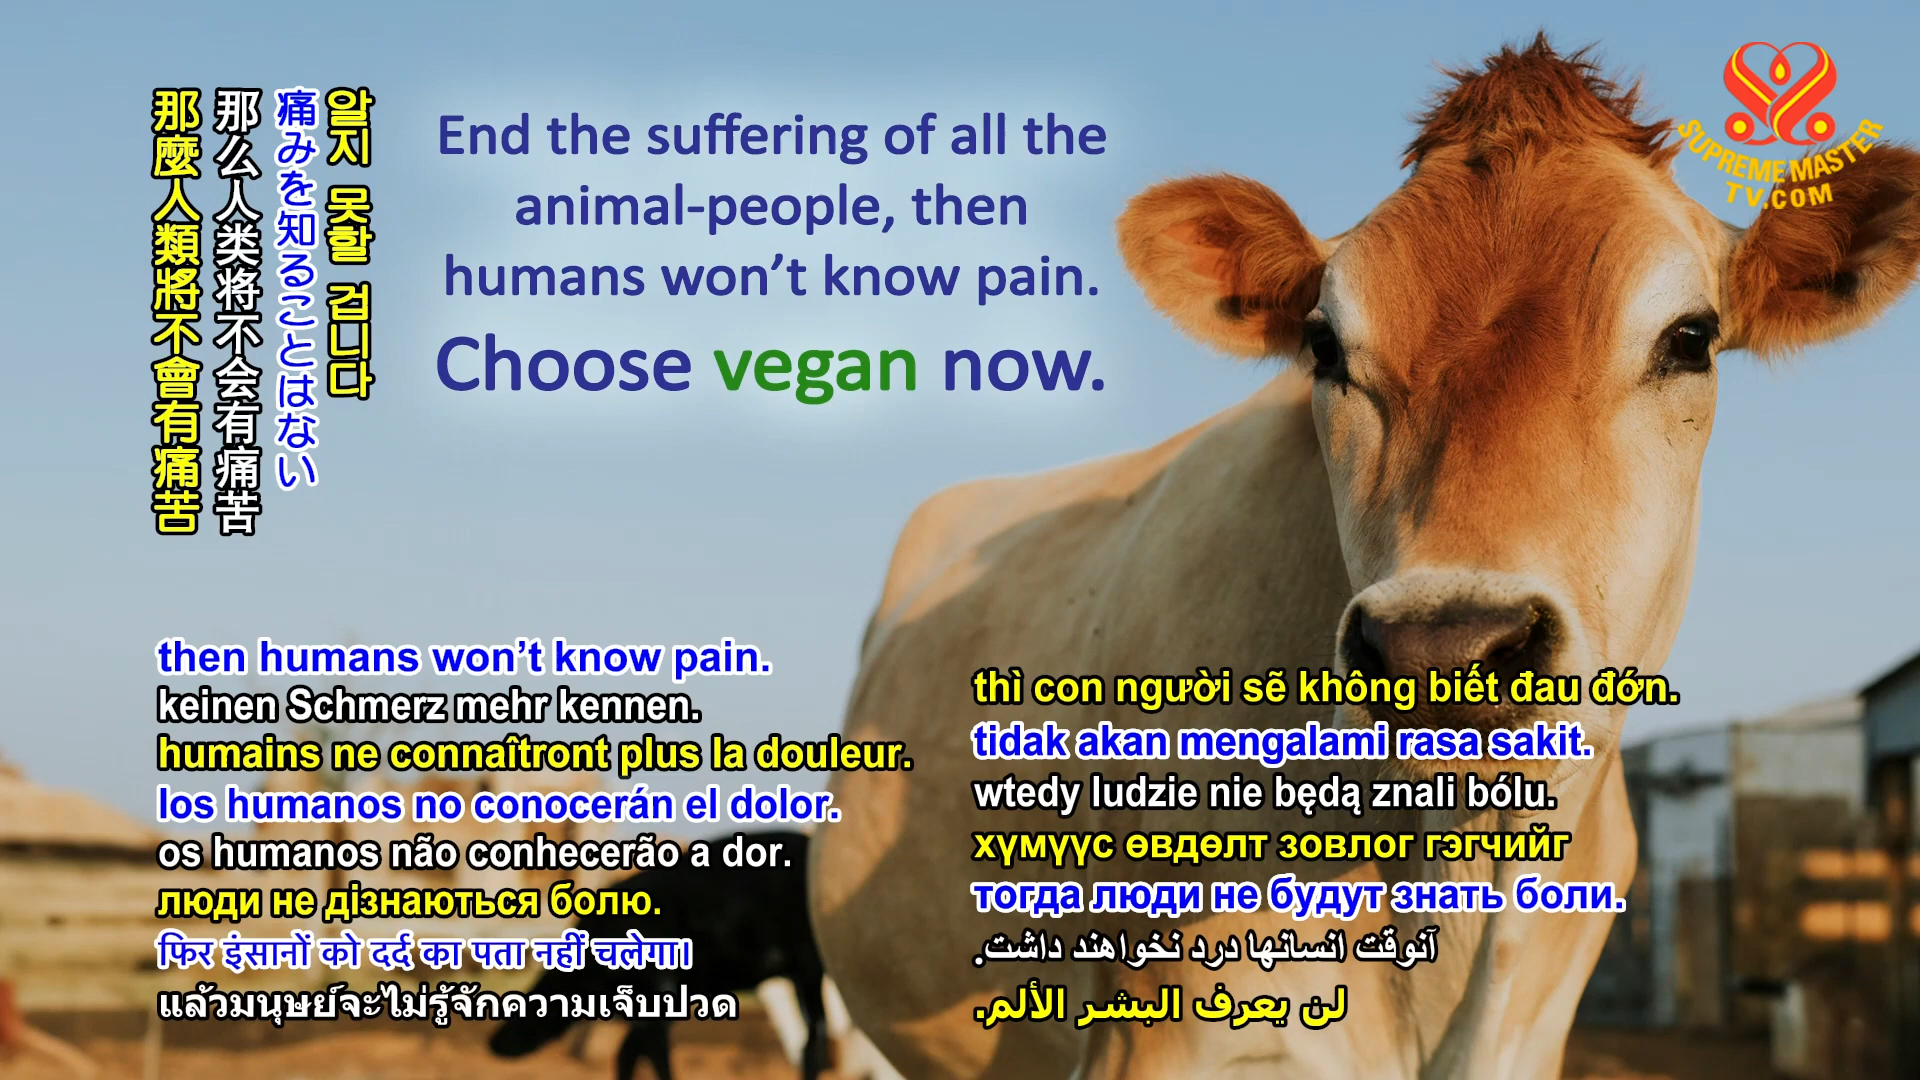 End the suffering of all the
animal-people, then
humans won’t know pain.
Choose vegan now.
SUPREME MASTER
TV.COM
알지 못할 겁니다
痛みを知ることはない
那么人类将不会有痛苦
那麼人類將不會有痛苦
then humans won’t know pain.
keinen Schmerz mehr kennen.
humains ne connaîtront plus la douleur.
los humanos no conocerán el dolor.
os humanos não conhecerão a dor.
люди не дізнаються болю.
फिर इंसानों को दर्द का पता नहीं चलेगा।
แล้วมนุษย์จะไม่รู้จักความเจ็บปวด
thì con người sẽ không biết đau đớn.
tidak akan mengalami rasa sakit.
wtedy ludzie nie będą znali bólu.
хүмүүс өвдөлт зовлог гэгчийг
тогда люди не будут знать боли.
آنوقت انسانها درد نخواهند داشت.
لن يعرف البشر الألم.